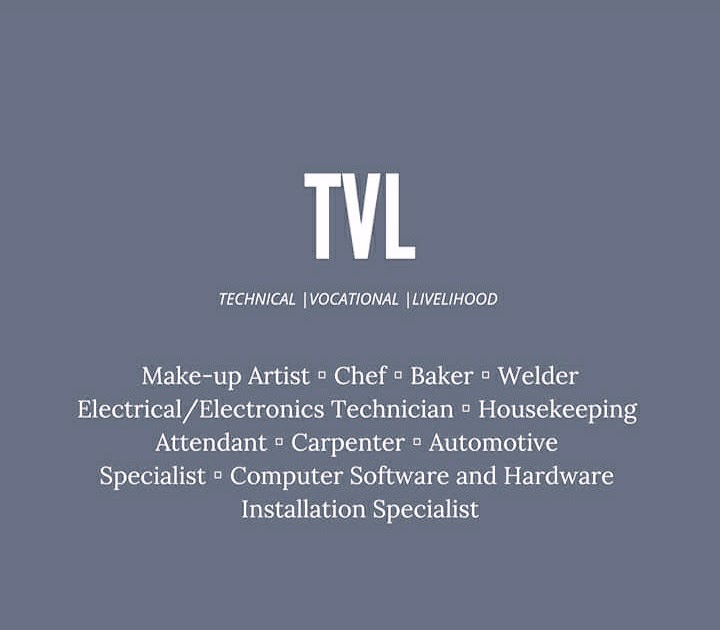 TVL
TECHNICAL |VOCATIONAL |LIVELIHOOD
Make-up Artist ▫ Chef ▫ Baker ▫ Welder
Electrical/Electronics Technician ▫ Housekeeping
Attendant ▫ Carpenter ▫ Automotive
Specialist ▫ Computer Software and Hardware
Installation Specialist